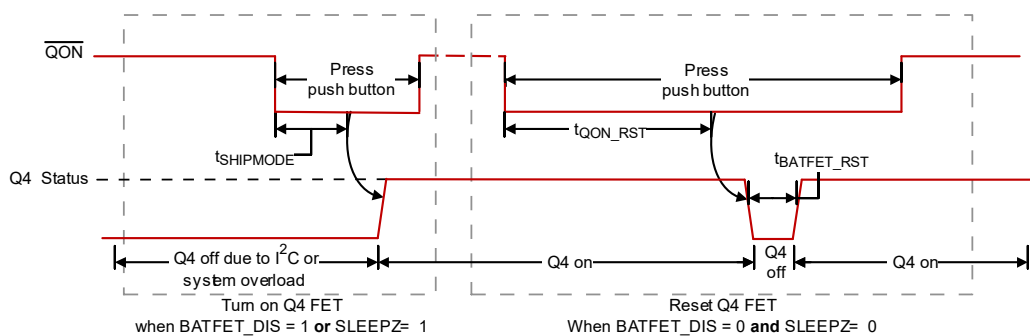 QON
Press
push button
Press
push button
tSHIPMODE
tQON_RST
tBATFET_RST
Q4 Status
Q4 off due to I2C or
system overload
Q4 on
Q4
off
Q4 on
Turn on Q4 FET
when BATFET_DIS = 1 or SLEEPZ= 1
Reset Q4 FET
When BATFET_DIS = 0 and SLEEPZ= 0